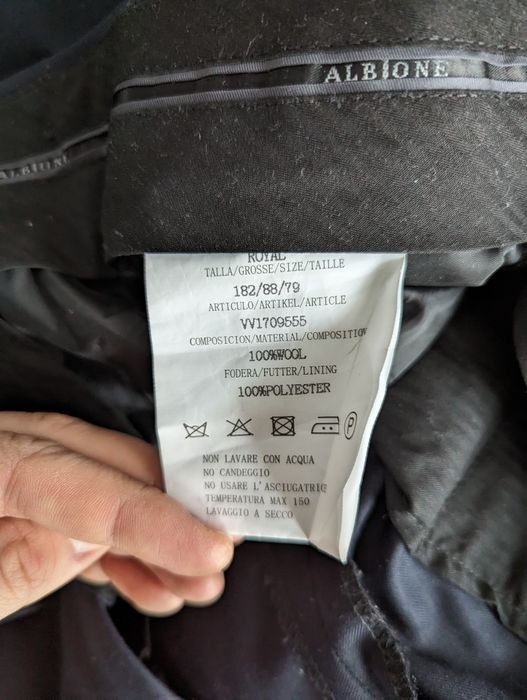 ALBIONE
ALBIONE
ROYAL
TALLA/GROSSE/SIZE/TAILLE
182/88/79
ARTICULO/ARTIKEL/ARTICLE
VV1709555
COMPOSICION/MATERIAL/COMPOSITION
100%WOOL
FODERA/FUTTER/LINING
100%POLYESTER
P
NON LAVARE CON ACQUA
NO CANDEGGIO
NO USARE L'ASCIUGATRIC
TEMPERATURA MAX 150
LAVAGGIO A SECCO